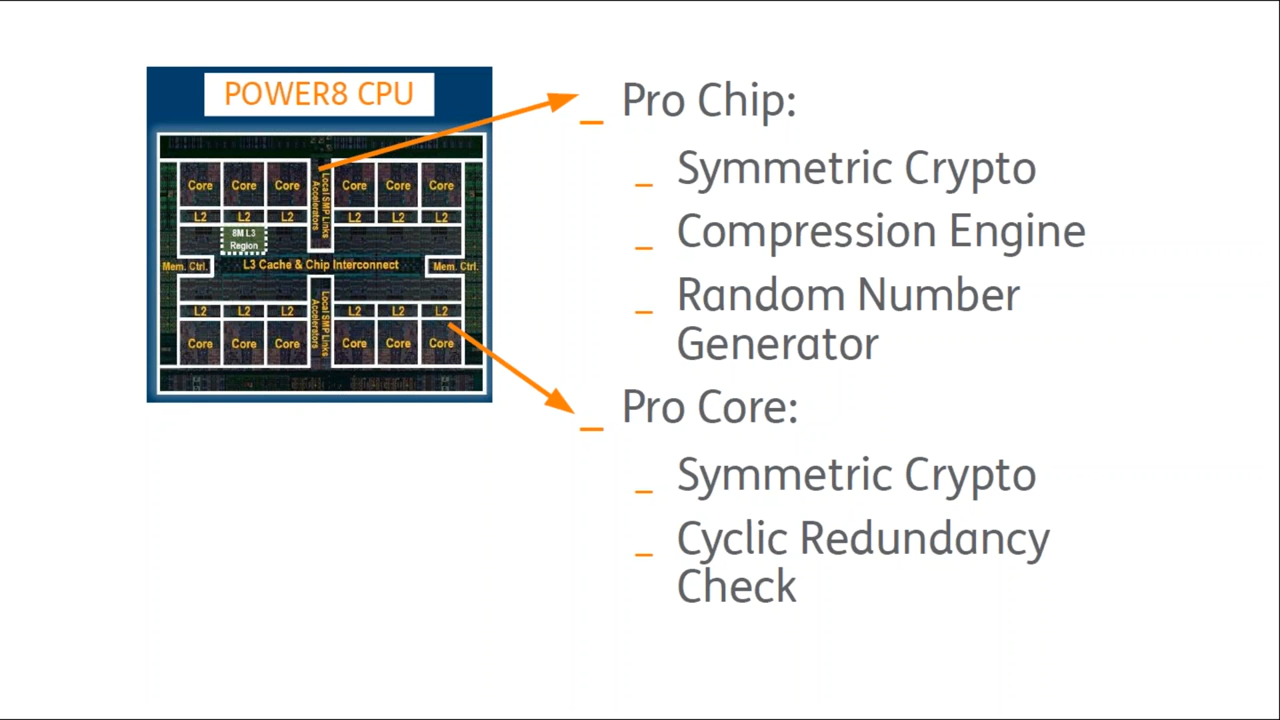 POWER8 CPU
Core Core Core Core Core Core
L2 L2 L2 L2 L2 L2
Local SMP Links
Accelerators
8M L3
Region
Mem. Ctrl. L3 Cache & Chip Interconnect Mem. Ctrl.
L2 L2 L2 L2 L2 L2
Local SMP Links
Accelerators
Core Core Core Core Core Core
_ Pro Chip:
_ Symmetric Crypto
_ Compression Engine
_ Random Number
Generator
_ Pro Core:
_ Symmetric Crypto
_ Cyclic Redundancy
Check